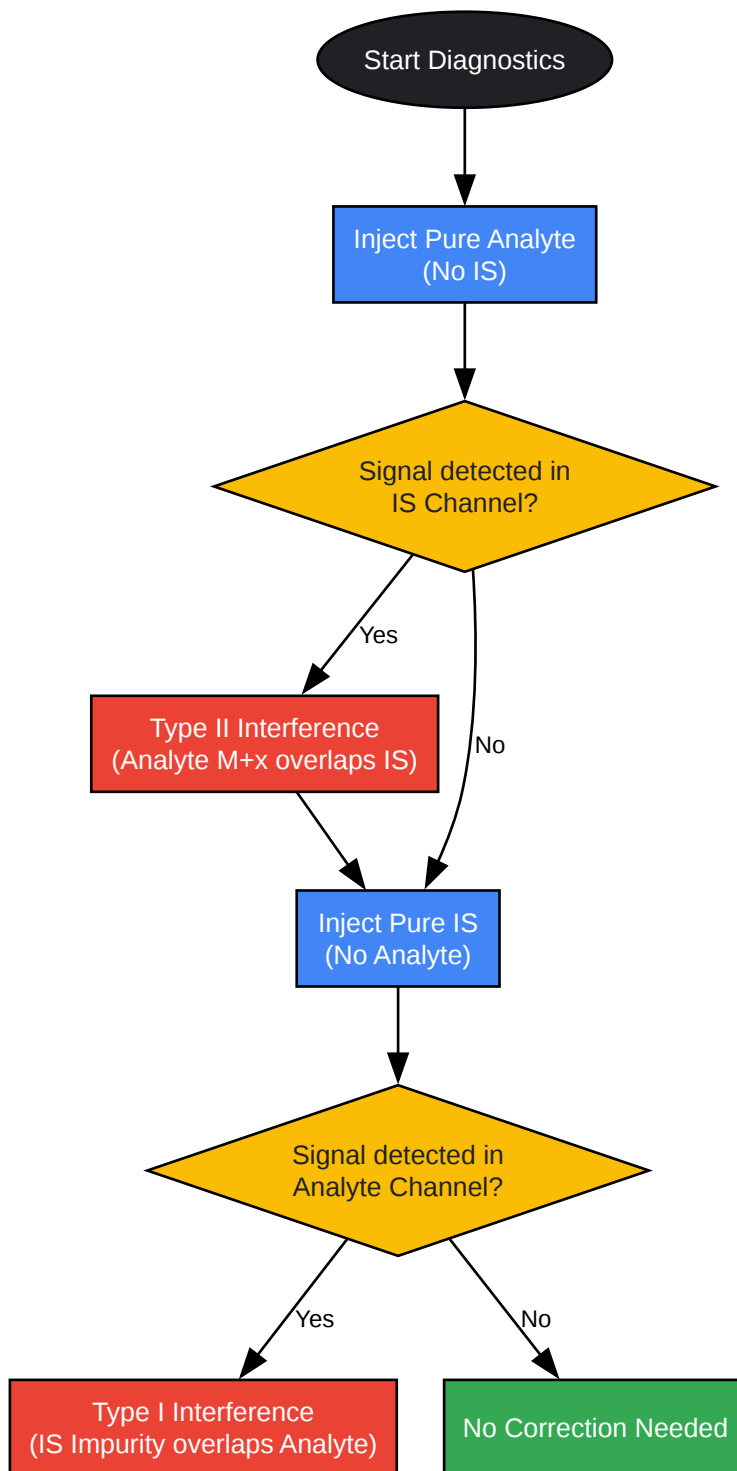 Start Diagnostics
Inject Pure Analyte
(No IS)
Signal detected in
IS Channel?
Yes
No
Type II Interference
(Analyte M+x overlaps IS)
Inject Pure IS
(No Analyte)
Signal detected in
Analyte Channel?
Yes
No
Type I Interference
(IS Impurity overlaps Analyte)
No Correction Needed